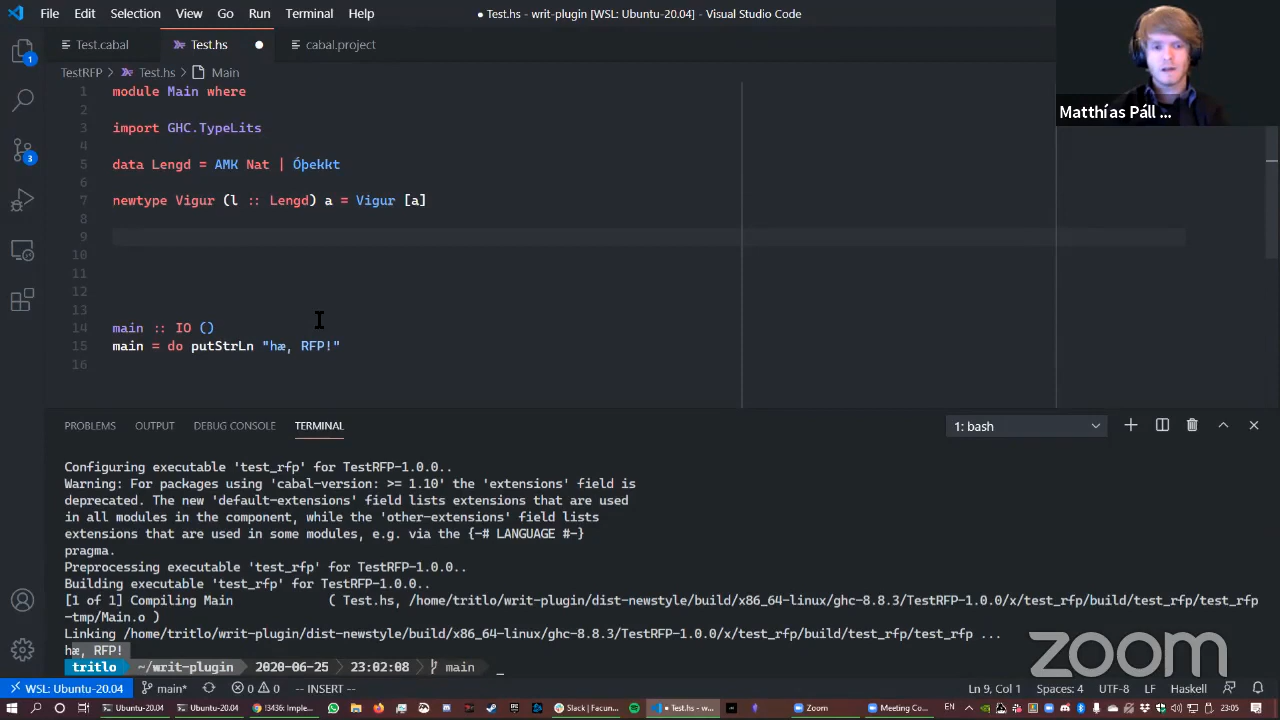 File Edit Selection View Go Run Terminal Help
● Test.hs - writ-plugin [WSL: Ubuntu-20.04] - Visual Studio Code
Test.cabal
Test.hs
cabal.project
TestRFP > Test.hs > Main
1 module Main where
2
3 import GHC.TypeLits
4
5 data Lengd = AMK Nat | Óþekkt
6
7 newtype Vigur (l :: Lengd) a = Vigur [a]
8
9
10
11
12
13
14 main :: IO ()
15 main = do putStrLn "hæ, RFP!"
16
Matthías Páll ...
1
3
PROBLEMS OUTPUT DEBUG CONSOLE TERMINAL
1: bash
Configuring executable 'test_rfp' for TestRFP-1.0.0..
Warning: For packages using 'cabal-version: >= 1.10' the 'extensions' field is
deprecated. The new 'default-extensions' field lists extensions that are used
in all modules in the component, while the 'other-extensions' field lists
extensions that are used in some modules, e.g. via the {-# LANGUAGE #-}
pragma.
Preprocessing executable 'test_rfp' for TestRFP-1.0.0..
Building executable 'test_rfp' for TestRFP-1.0.0..
[1 of 1] Compiling Main ( Test.hs, /home/tritlo/writ-plugin/dist-newstyle/build/x86_64-linux/ghc-8.8.3/TestRFP-1.0.0/x/test_rfp/build/test_rfp/test_rfp
-tmp/Main.o )
Linking /home/tritlo/writ-plugin/dist-newstyle/build/x86_64-linux/ghc-8.8.3/TestRFP-1.0.0/x/test_rfp/build/test_rfp/test_rfp ...
hæ, RFP!
tritlo ~/writ-plugin 2020-06-25 23:02:08 main _
zoom
WSL: Ubuntu-20.04 main* 0 0 -- INSERT -- Ln 9, Col 1 Spaces: 4 UTF-8 LF Haskell
WSL: Ubuntu-20.04 WSL: Ubuntu-20.04 13436 Imple... Slack | Facun... ● Test.hs - w... Zoom Meeting Co... EN 23:05